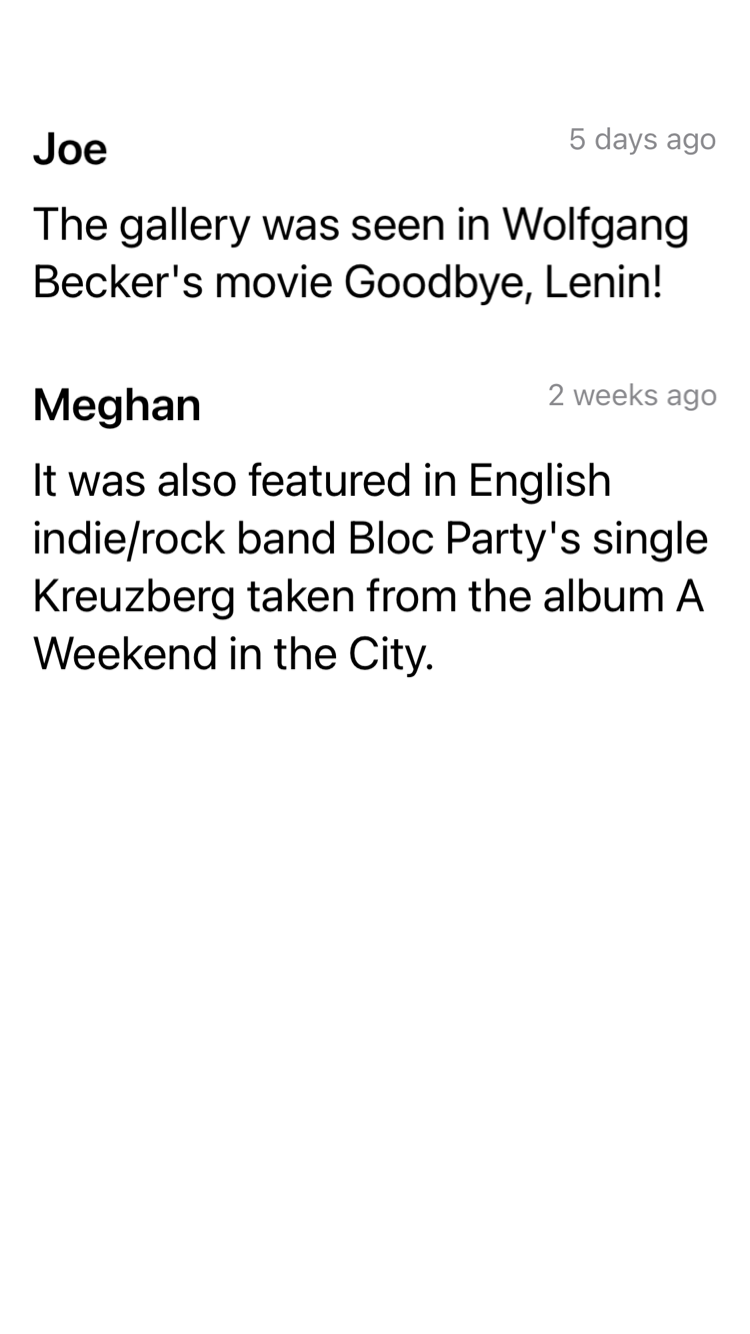 Joe
5 days ago
The gallery was seen in Wolfgang
Becker's movie Goodbye, Lenin!
Meghan
2 weeks ago
It was also featured in English
indie/rock band Bloc Party's single
Kreuzberg taken from the album A
Weekend in the City.